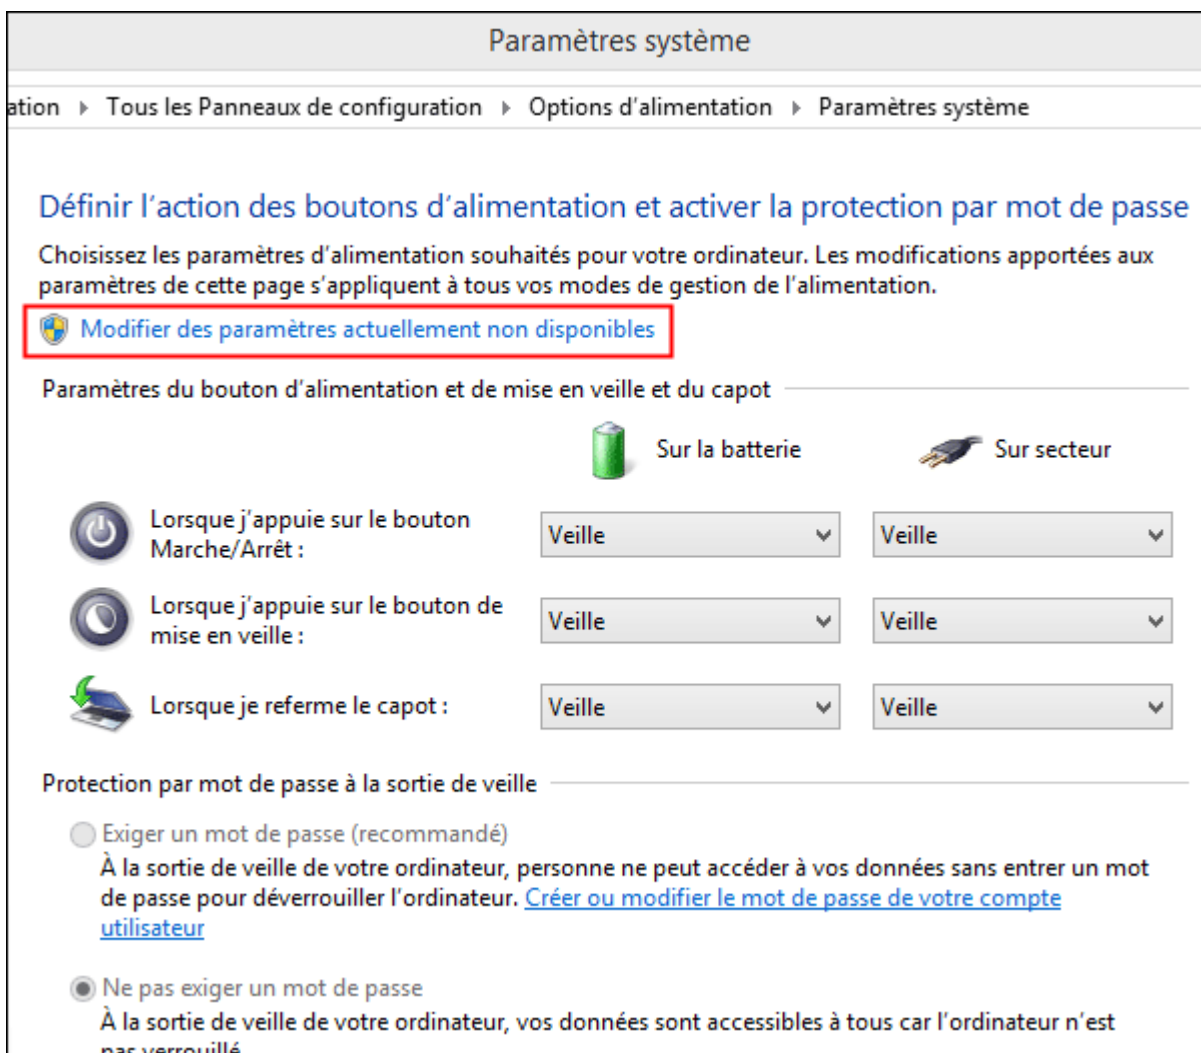 Paramètres système
ation ▸ Tous les Panneaux de configuration ▸ Options d'alimentation ▸ Paramètres système
Définir l'action des boutons d'alimentation et activer la protection par mot de passe
Choisissez les paramètres d'alimentation souhaités pour votre ordinateur. Les modifications apportées aux
paramètres de cette page s'appliquent à tous vos modes de gestion de l'alimentation.
Modifier des paramètres actuellement non disponibles
Paramètres du bouton d'alimentation et de mise en veille et du capot
Sur la batterie
Sur secteur
Lorsque j'appuie sur le bouton
Marche/Arrêt :
Veille
Veille
Lorsque j'appuie sur le bouton de
mise en veille :
Veille
Veille
Lorsque je referme le capot :
Veille
Veille
Protection par mot de passe à la sortie de veille
Exiger un mot de passe (recommandé)
À la sortie de veille de votre ordinateur, personne ne peut accéder à vos données sans entrer un mot
de passe pour déverrouiller l'ordinateur. Créer ou modifier le mot de passe de votre compte
utilisateur
Ne pas exiger un mot de passe
À la sortie de veille de votre ordinateur, vos données sont accessibles à tous car l'ordinateur n'est
pas verrouillé.